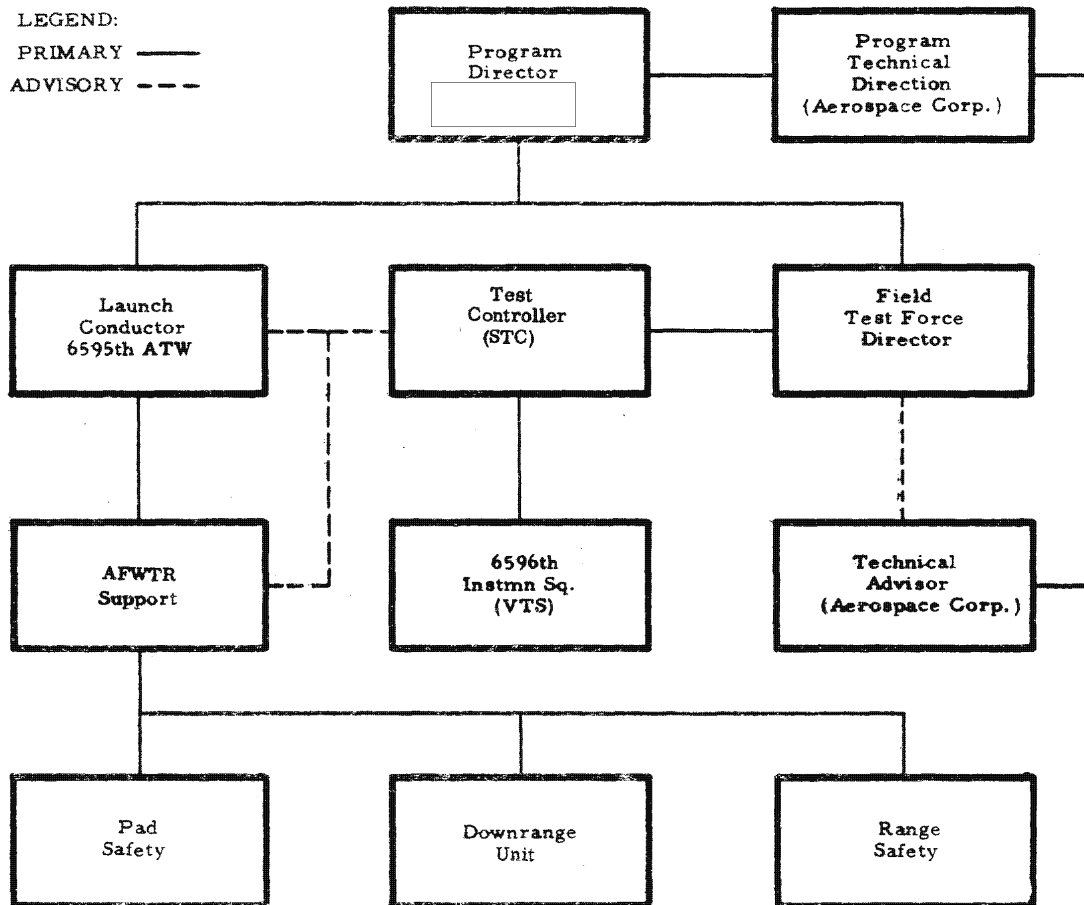 LEGEND:
PRIMARY
ADVISORY
Program
Director
Program
Technical
Direction
(Aerospace Corp.)
Launch
Conductor
6595th ATW
Test
Controller
(STC)
Field
Test Force
Director
AFWTR
Support
6596th
Instmn Sq.
(VTS)
Technical
Advisor
(Aerospace Corp.)
Pad
Safety
Downrange
Unit
Range
Safety